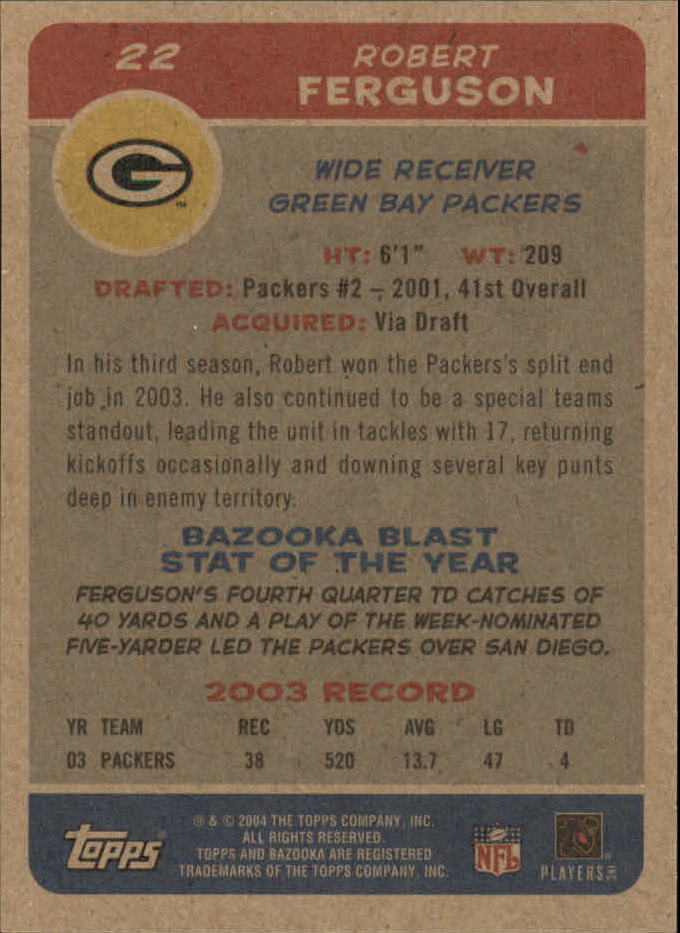 22
ROBERT
FERGUSON
G
TM
WIDE RECEIVER
GREEN BAY PACKERS
HT: 6'1" WT: 209
DRAFTED: Packers #2 – 2001, 41st Overall
ACQUIRED: Via Draft
In his third season, Robert won the Packers's split end
job in 2003. He also continued to be a special teams
standout, leading the unit in tackles with 17, returning
kickoffs occasionally and downing several key punts
deep in enemy territory.
BAZOOKA BLAST
STAT OF THE YEAR
FERGUSON'S FOURTH QUARTER TD CATCHES OF
40 YARDS AND A PLAY OF THE WEEK-NOMINATED
FIVE-YARDER LED THE PACKERS OVER SAN DIEGO.
2003 RECORD
YR TEAM REC YDS AVG LG TD
03 PACKERS 38 520 13.7 47 4
topps
® & © 2004 THE TOPPS COMPANY, INC.
ALL RIGHTS RESERVED.
TOPPS AND BAZOOKA ARE REGISTERED
TRADEMARKS OF THE TOPPS COMPANY, INC.
NFL
PLAYERS INC